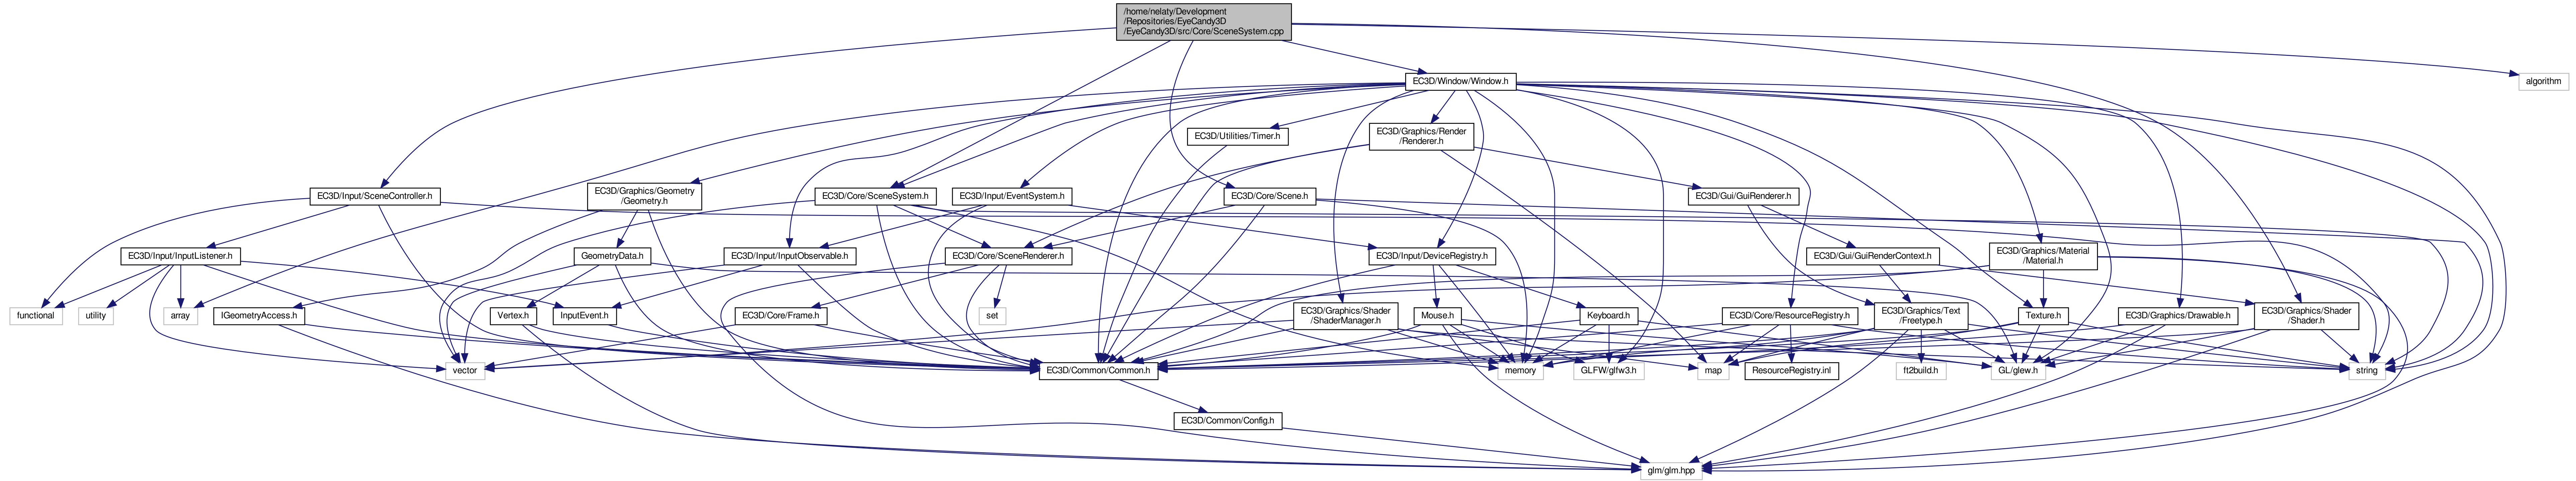 /home/nelaty/Development
/Repositories/EyeCandy3D
/EyeCandy3D/src/Core/SceneSystem.cpp
EC3D/Window/Window.h
algorithm
EC3D/Utilities/Timer.h
EC3D/Graphics/Render
/Renderer.h
EC3D/Input/SceneController.h
EC3D/Graphics/Geometry
/Geometry.h
EC3D/Core/SceneSystem.h
EC3D/Input/EventSystem.h
EC3D/Core/Scene.h
EC3D/Gui/GuiRenderer.h
EC3D/Input/InputListener.h
GeometryData.h
EC3D/Input/InputObservable.h
EC3D/Core/SceneRenderer.h
EC3D/Input/DeviceRegistry.h
EC3D/Gui/GuiRenderContext.h
EC3D/Graphics/Material
/Material.h
functional
utility
array
IGeometryAccess.h
Vertex.h
InputEvent.h
EC3D/Core/Frame.h
set
EC3D/Graphics/Shader
/ShaderManager.h
Mouse.h
Keyboard.h
EC3D/Core/ResourceRegistry.h
EC3D/Graphics/Text
/Freetype.h
Texture.h
EC3D/Graphics/Drawable.h
EC3D/Graphics/Shader
/Shader.h
vector
EC3D/Common/Common.h
memory
GLFW/glfw3.h
map
ResourceRegistry.inl
ft2build.h
GL/glew.h
string
EC3D/Common/Config.h
glm/glm.hpp